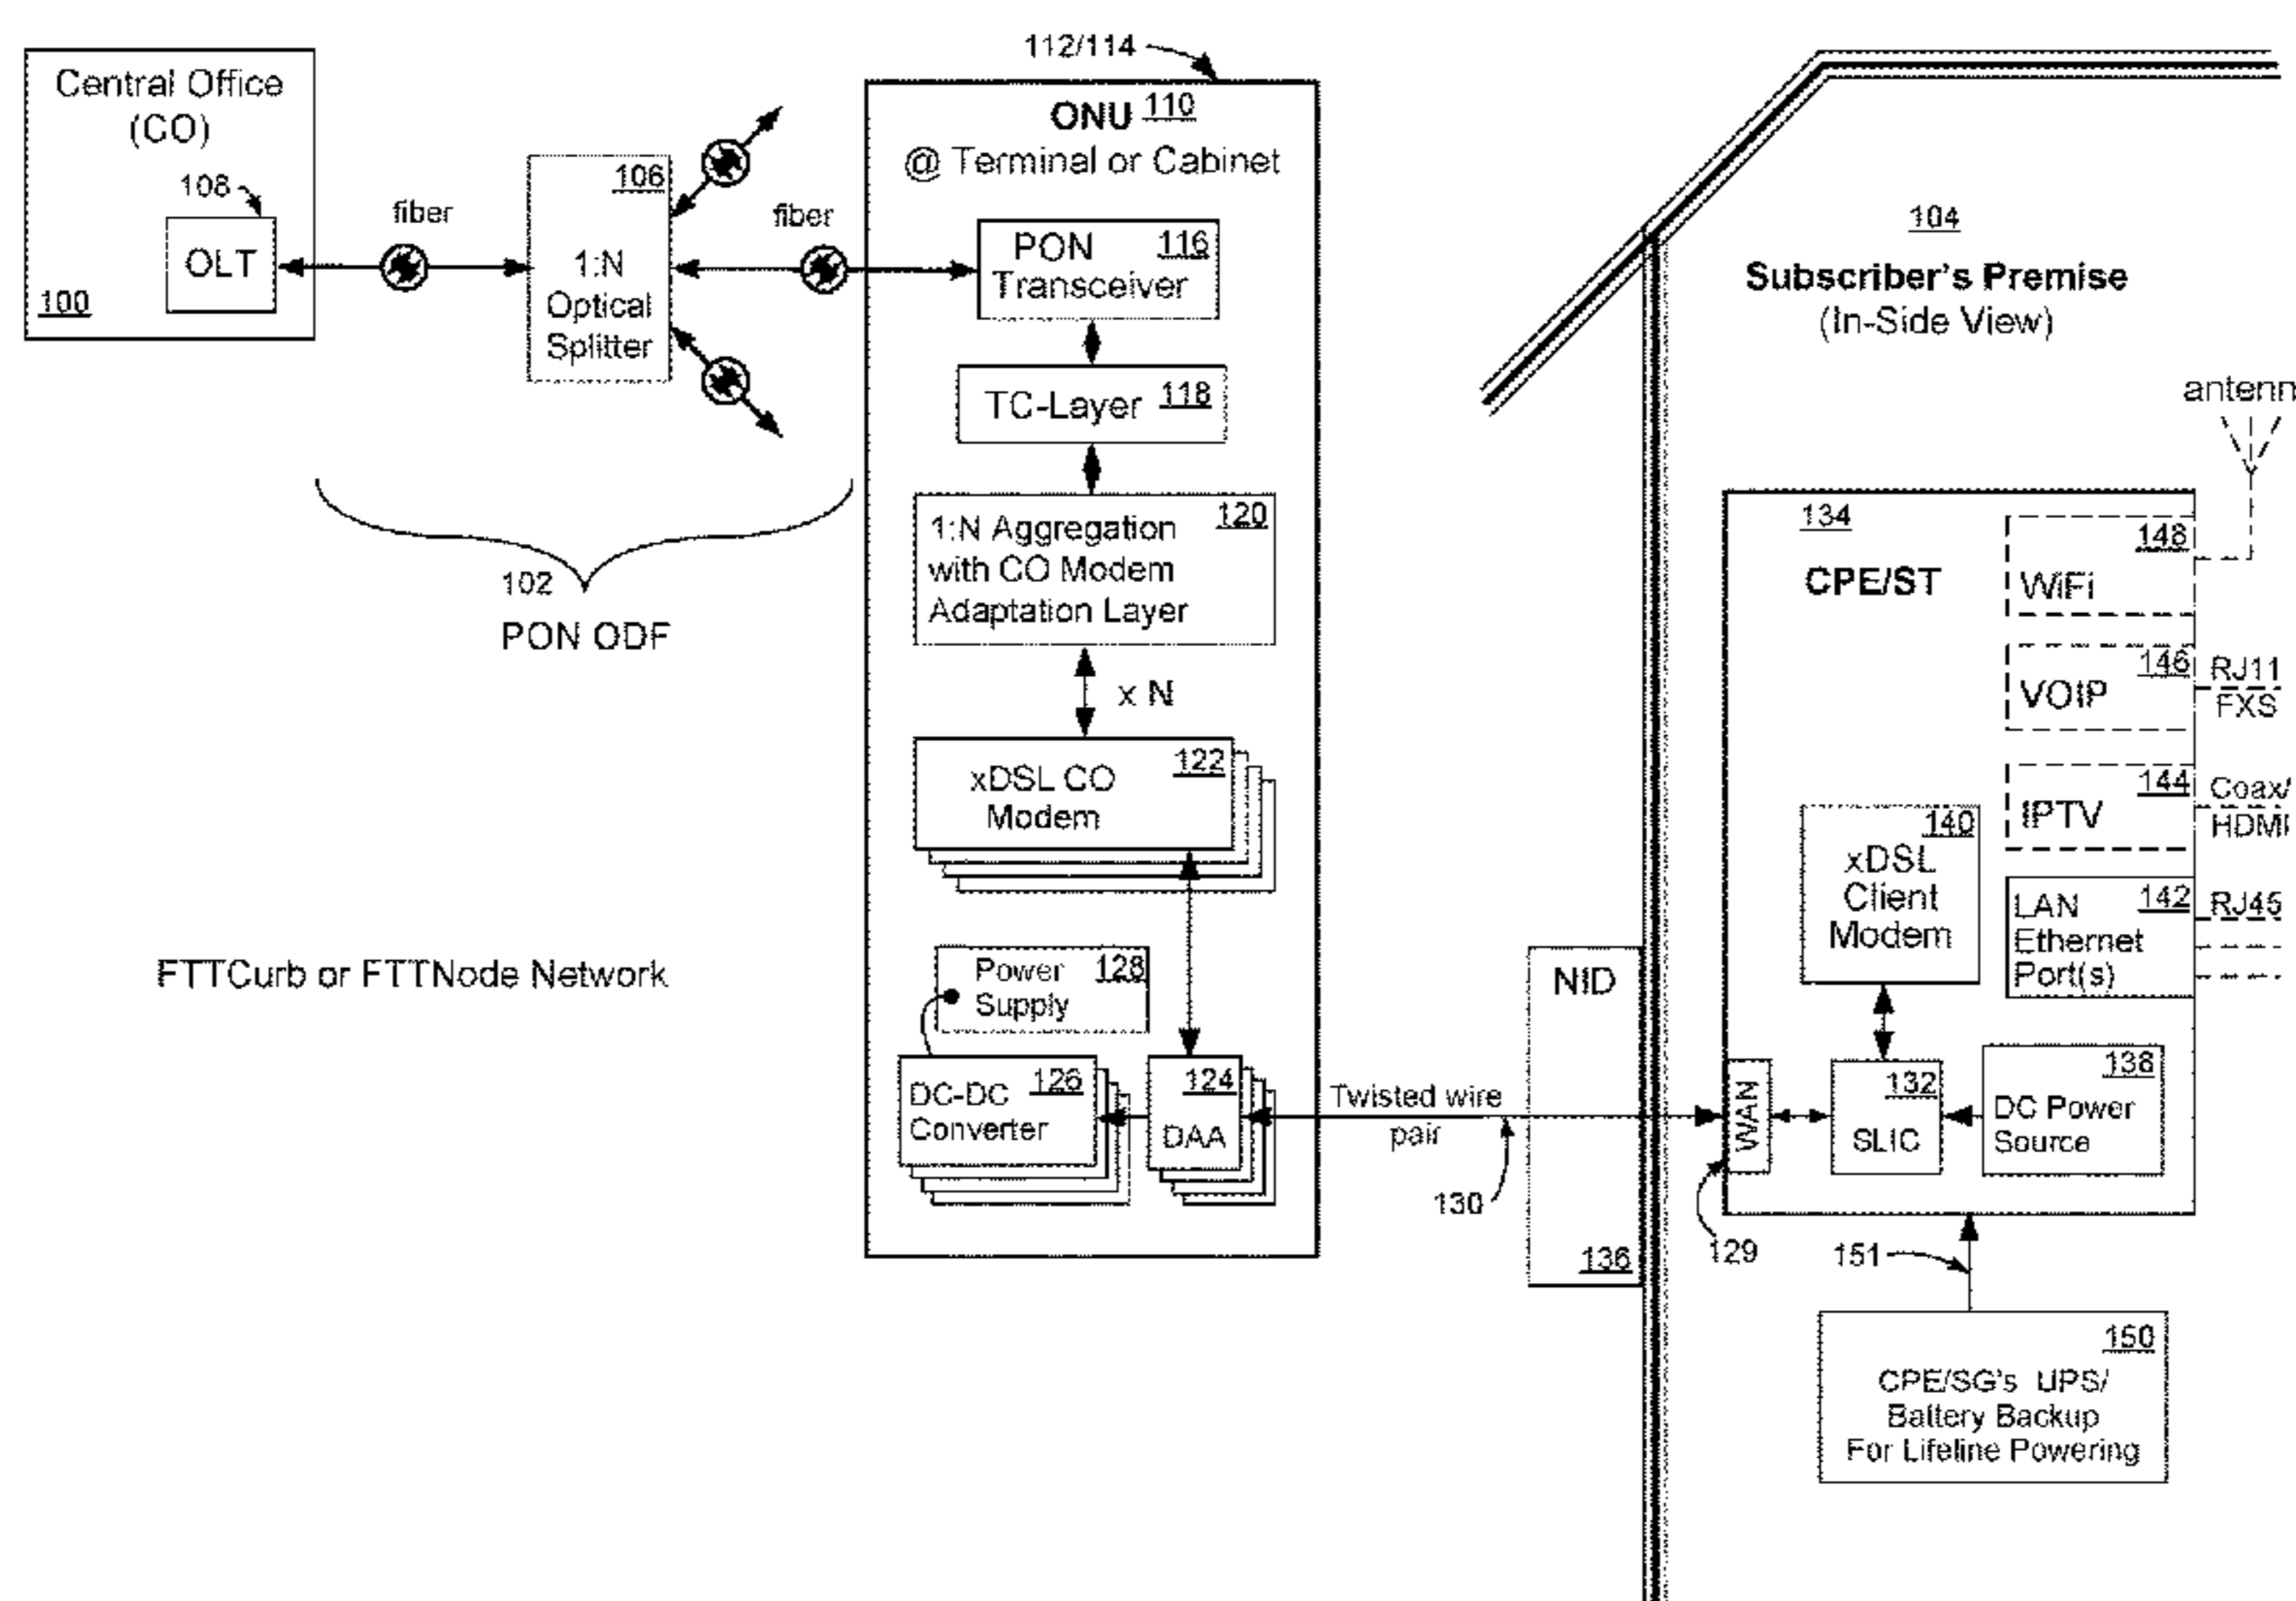 Central Office
(CO)
108
OLT
100
fiber
106
1:N
Optical
Splitter
fiber
102
PON ODF
FTTCurb or FTTNode Network
112/114
ONU 110
@ Terminal or Cabinet
PON 116
Transceiver
TC-Layer 118
1:N Aggregation 120
with CO Modem
Adaptation Layer
x N
xDSL CO 122
Modem
Power 128
Supply
DC-DC 126
Converter
124
DAA
Twisted wire
pair
130
NID
136
104
Subscriber's Premise
(In-Side View)
antenn
134
CPE/ST
148
WiFi
146
VOIP
RJ11
FXS
144
IPTV
Coax/
HDMI
140
xDSL
Client
Modem
LAN 142
Ethernet
Port(s)
RJ45
WAN
129
132
SLIC
138
DC Power
Source
151
150
CPE/SG's UPS/
Battery Backup
For Lifeline Powering